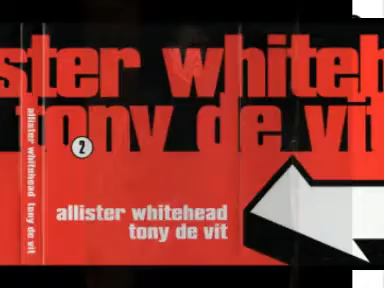 ster whiteh
tony de vit
2
allister whitehead tony de vit
allister whitehead
tony de vit